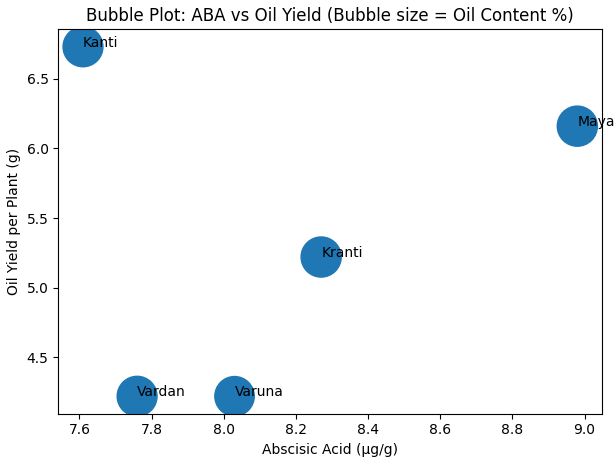 Bubble Plot: ABA vs Oil Yield (Bubble size = Oil Content %)
Kanti
Maya
Kranti
Vardan
Varuna
6.5
6.0
5.5
5.0
4.5
Oil Yield per Plant (g)
7.6 7.8 8.0 8.2 8.4 8.6 8.8 9.0
Abscisic Acid (µg/g)